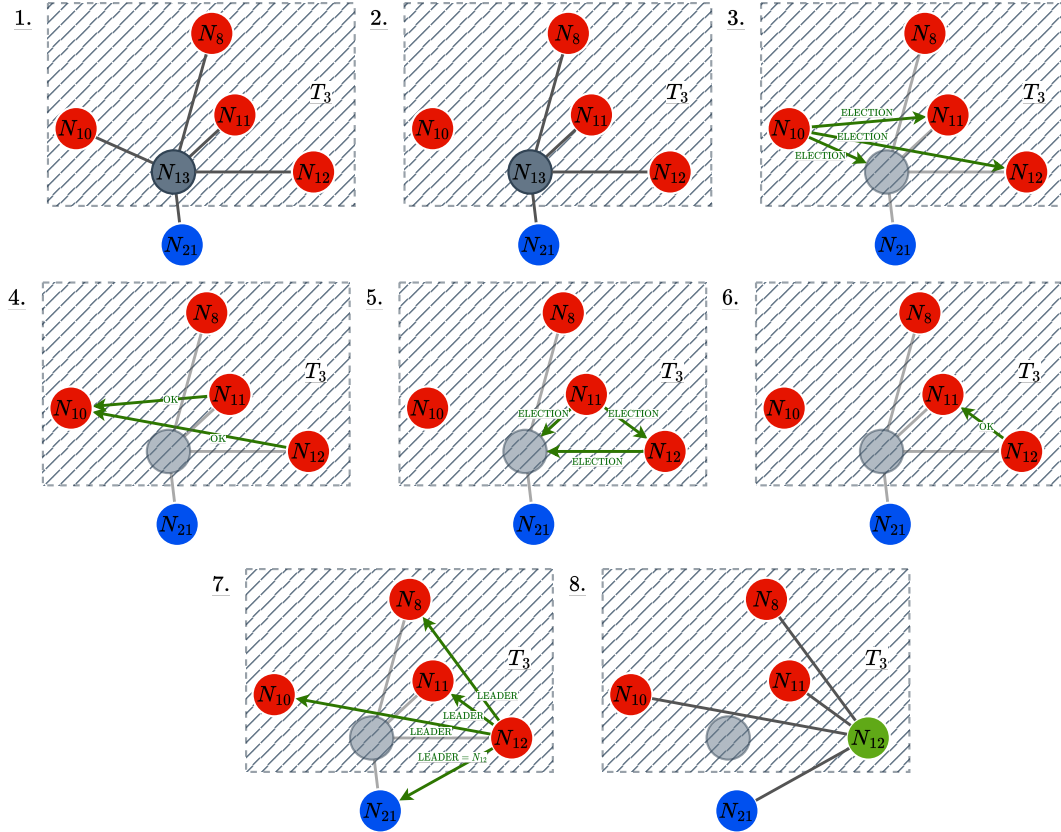 1.
N8
T3
N10
N11
N13
N12
N21
2.
N8
T3
N10
N11
N13
N12
N21
3.
N8
T3
N10
ELECTION
N11
ELECTION
ELECTION
N12
N21
4.
N8
T3
N10
OK
N11
OK
N12
N21
5.
N8
T3
N10
N11
ELECTION
ELECTION
N12
ELECTION
N21
6.
N8
T3
N10
N11
OK
N12
N21
7.
N8
T3
N10
N11
LEADER
LEADER
LEADER
N12
LEADER = N12
N21
8.
N8
T3
N10
N11
N12
N21